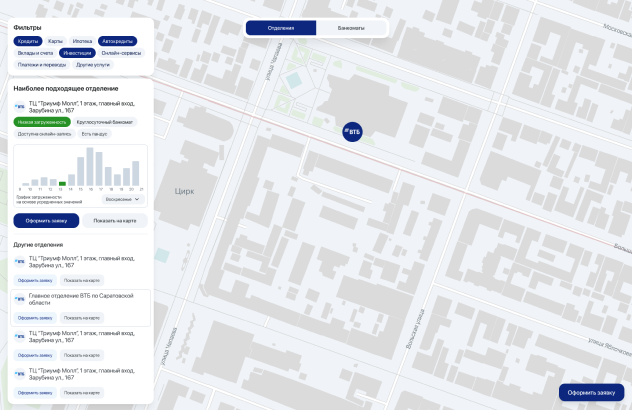 Фильтры
Кредиты Карты Ипотека Автокредиты
Вклады и счета Инвестиции Онлайн-сервисы
Платежи и переводы Другие услуги
Наиболее подходящее отделение
ВТБ
ТЦ "Триумф Молл", 1 этаж, главный вход,
Зарубина ул., 167
Низкая загруженность Круглосуточный банкомат
Доступна онлайн-запись Есть пандус
9 10 11 12 13 14 15 16 17 18 19 20 21
График загруженности
на основе усредненных значений
Воскресенье
Оформить заявку Показать на карте
Другие отделения
ВТБ
ТЦ "Триумф Молл", 1 этаж, главный вход,
Зарубина ул., 167
Оформить заявку Показать на карте
ВТБ
Главное отделение ВТБ по Саратовской
области
Оформить заявку Показать на карте
ВТБ
ТЦ "Триумф Молл", 1 этаж, главный вход,
Зарубина ул., 167
Оформить заявку Показать на карте
ВТБ
ТЦ "Триумф Молл", 1 этаж, главный вход,
Зарубина ул., 167
Оформить заявку Показать на карте
Отделения Банкоматы
Московска
улица Чапаева
ВТБ
Цирк
Больш
Вольская улица
улица Чапаева
улица Яблочкова
Оформить заявку